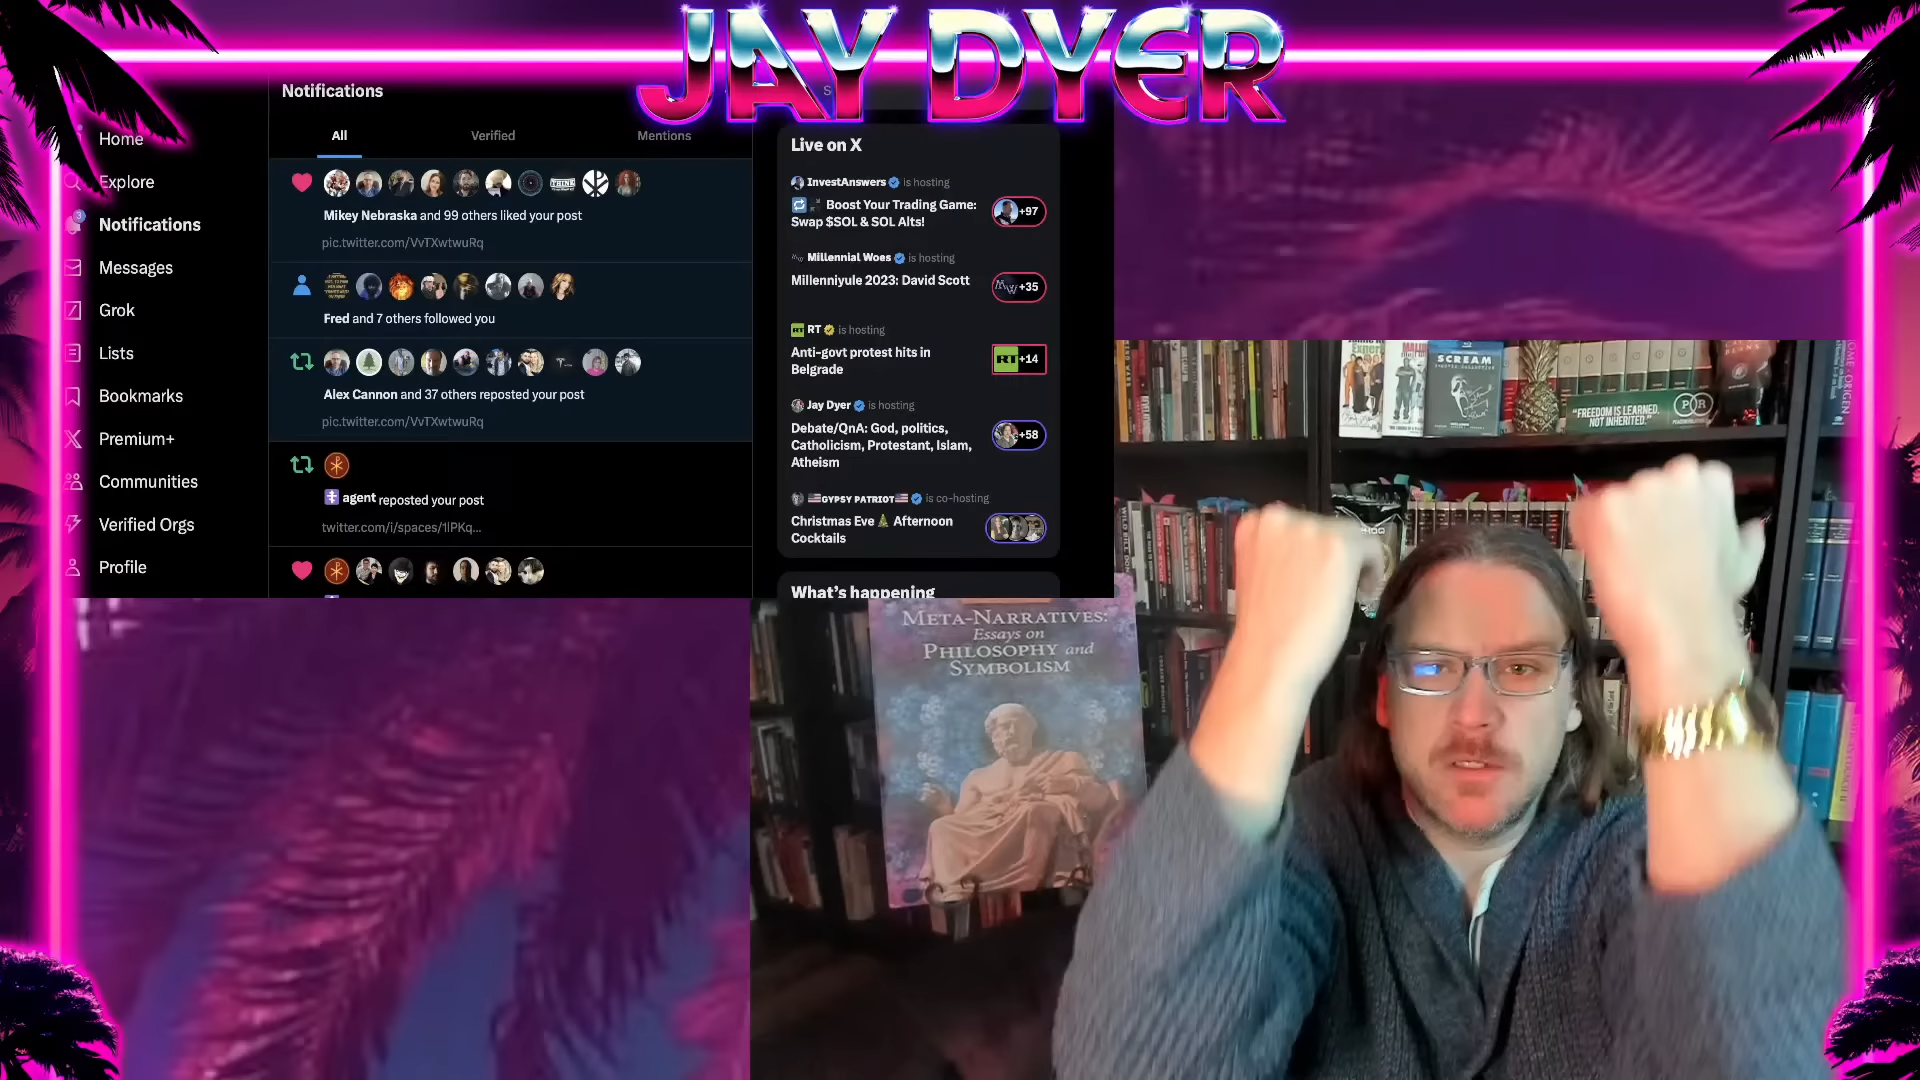 JAY DYER
Notifications
All
Verified
Mentions
Home
Explore
3
Notifications
Messages
Grok
Lists
Bookmarks
Premium+
Communities
Verified Orgs
Profile
Mikey Nebraska and 99 others liked your post
pic.twitter.com/VvTXwtwuRq
Fred and 7 others followed you
Alex Cannon and 37 others reposted your post
pic.twitter.com/VvTXwtwuRq
agent reposted your post
twitter.com/i/spaces/1lPKq...
S
Live on X
InvestAnswers is hosting
Boost Your Trading Game:
Swap $SOL & SOL Alts!
+97
Millennial Woes is hosting
Millenniyule 2023: David Scott
+35
RT is hosting
Anti-govt protest hits in
Belgrade
RT +14
Jay Dyer is hosting
Debate/QnA: God, politics,
Catholicism, Protestant, Islam,
Atheism
+58
GYPSY PATRIOT is co-hosting
Christmas Eve Afternoon
Cocktails
What's happening
META-NARRATIVES:
Essays on
PHILOSOPHY and
SYMBOLISM
SCREAM
"FREEDOM IS LEARNED,
NOT INHERITED."
PR